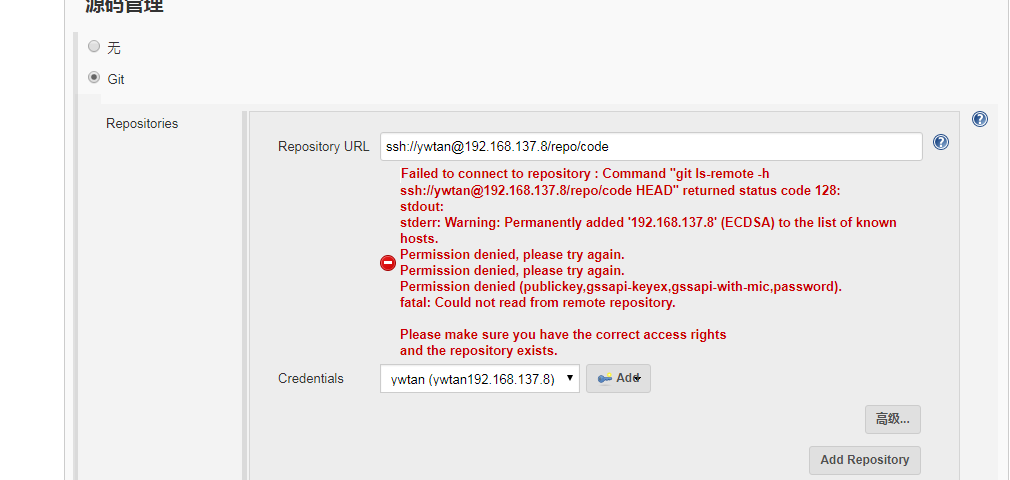 源码管理
无
Git
Repositories
Repository URL
ssh://ywtan@192.168.137.8/repo/code
Failed to connect to repository : Command "git ls-remote -h
ssh://ywtan@192.168.137.8/repo/code HEAD" returned status code 128:
stdout:
stderr: Warning: Permanently added '192.168.137.8' (ECDSA) to the list of known
hosts.
Permission denied, please try again.
Permission denied, please try again.
Permission denied (publickey,gssapi-keyex,gssapi-with-mic,password).
fatal: Could not read from remote repository.
Please make sure you have the correct access rights
and the repository exists.
Credentials
ywtan (ywtan192.168.137.8)
Add
高级...
Add Repository